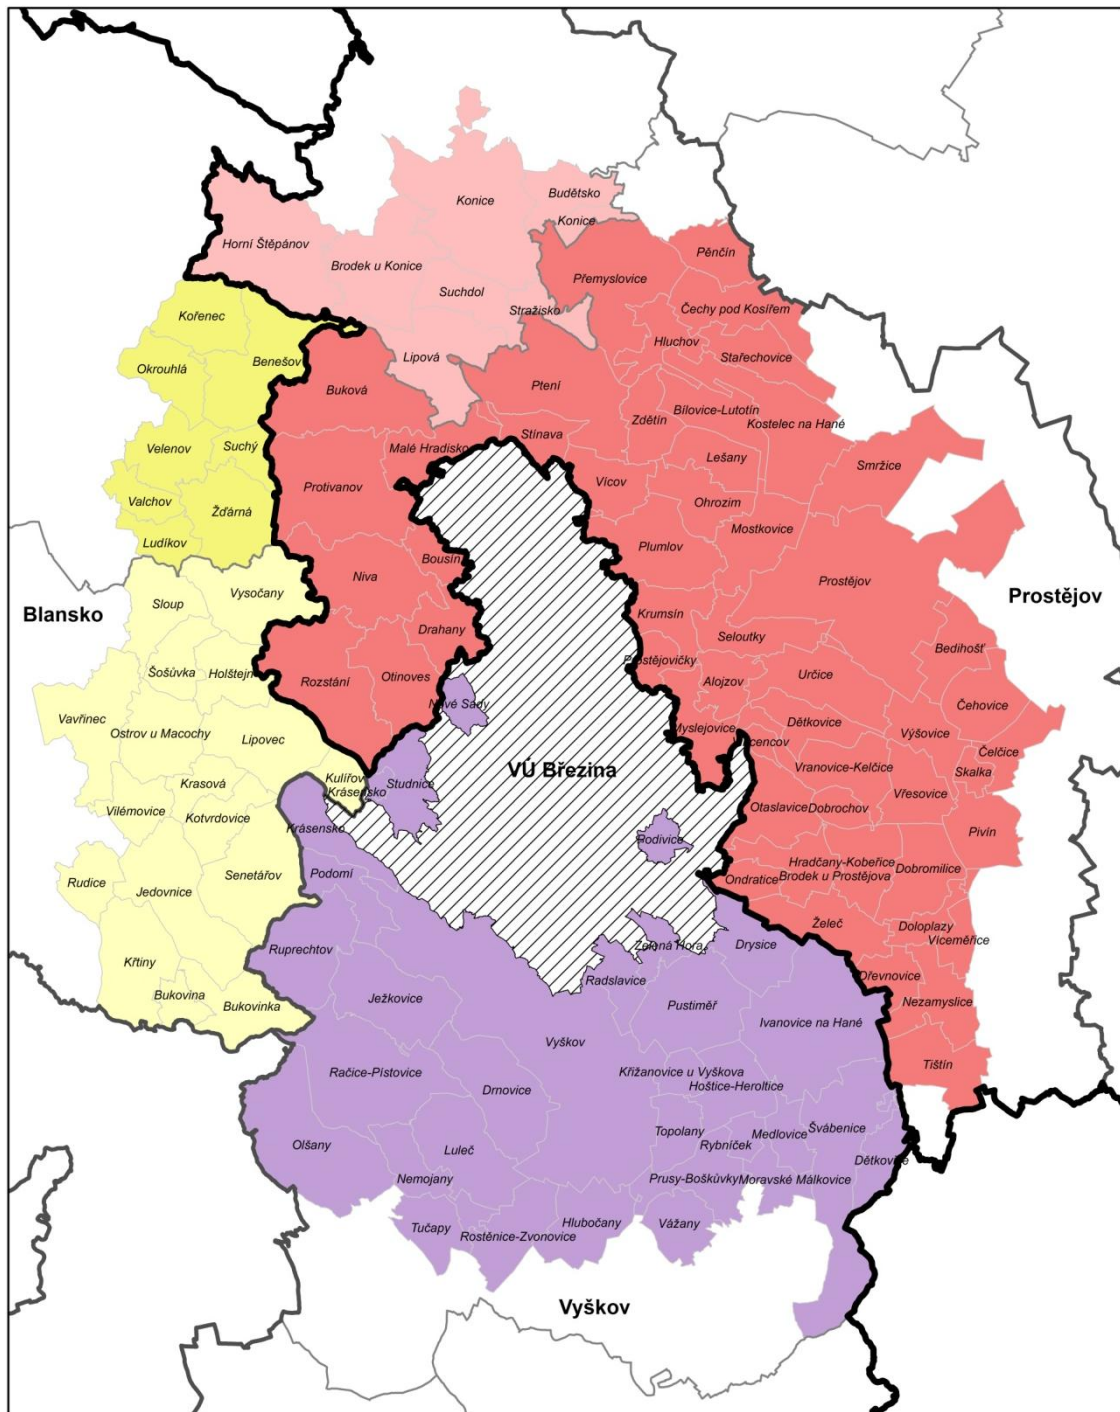 Konice
Budětsko
Konice
Horní Štěpánov
Brodek u Konice
Pěnčín
Přemyslovice
Suchdol
Čechy pod Kosířem
Stražisko
Kořenec
Hluchov
Benešov
Lipová
Stařechovice
Okrouhlá
Buková
Ptení
Bílovice-Lutotín
Zdětín
Kostelec na Hané
Stínava
Velenov
Suchý
Malé Hradisko
Lešany
Smržice
Protivanov
Vícov
Valchov
Žďárná
Ohrozim
Mostkovice
Ludíkov
Plumlov
Bousín
Niva
Prostějov
Vysočany
Prostějov
Sloup
Blansko
Krumsín
Drahany
Seloutky
Bedihošť
Šošůvka
Holštejn
Prostějovičky
Rozstání
Otinoves
Alojzov
Určice
Nové Sady
Čehovice
Vavřinec
Dětkovice
Ostrov u Macochy
Lipovec
Myslejovice
Výšovice
Vincencov
Čelčice
VÚ Březina
Vranovice-Kelčice
Skalka
Kulířov
Krasová
Studnice
Krásensko
Vřesovice
Vilémovice
Kotvrdovice
Otaslavice
Dobrochov
Krásensko
Pivín
Rodivice
Hradčany-Kobeřice
Podomí
Dobromilice
Rudice
Senetářov
Ondratice
Brodek u Prostějova
Jedovnice
Želeč
Doloplazy
Víceměřice
Ruprechtov
Zelená Hora
Drysice
Křtiny
Radslavice
Dřevnovice
Bukovina
Ježkovice
Pustiměř
Nezamyslice
Bukovinka
Ivanovice na Hané
Vyškov
Tištín
Račice-Pístovice
Křižanovice u Vyškova
Hoštice-Heroltice
Drnovice
Topolany
Medlovice
Švábenice
Olšany
Luleč
Rybníček
Dětkovice
Nemojany
Prusy-Boškůvky
Moravské Málkovice
Tučapy
Hlubočany
Vážany
Rostěnice-Zvonovice
Vyškov